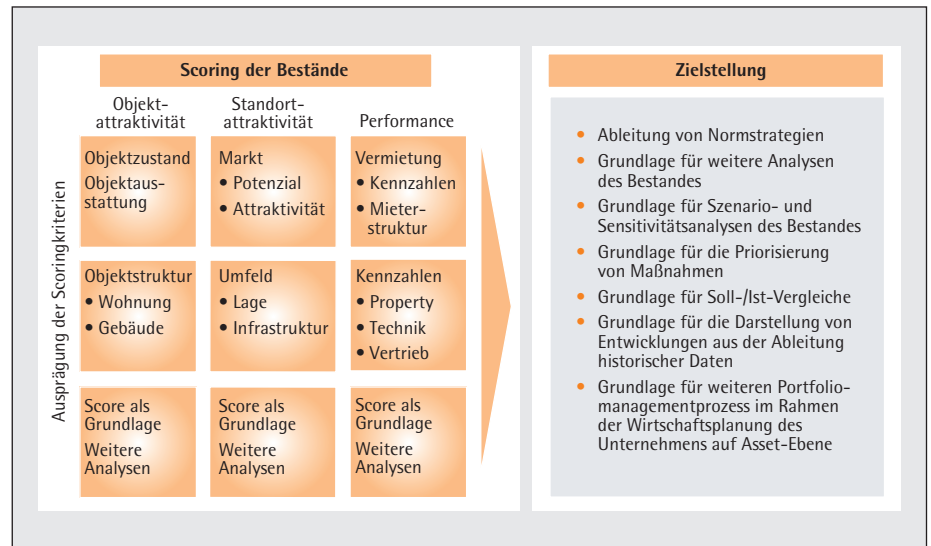 Scoring der Bestände
Objekt-
attraktivität
Standort-
attraktivität
Performance
Ausprägung der Scoringkriterien
Objektzustand
Objektaus-
stattung
Markt
• Potenzial
• Attraktivität
Vermietung
• Kennzahlen
• Mieter-
struktur
Objektstruktur
• Wohnung
• Gebäude
Umfeld
• Lage
• Infrastruktur
Kennzahlen
• Property
• Technik
• Vertrieb
Score als
Grundlage
Weitere
Analysen
Score als
Grundlage
Weitere
Analysen
Score als
Grundlage
Weitere
Analysen
Zielstellung
• Ableitung von Normstrategien
• Grundlage für weitere Analysen
des Bestandes
• Grundlage für Szenario- und
Sensitivitätsanalysen des Bestandes
• Grundlage für die Priorisierung
von Maßnahmen
• Grundlage für Soll-/Ist-Vergleiche
• Grundlage für die Darstellung von
Entwicklungen aus der Ableitung
historischer Daten
• Grundlage für weiteren Portfolio-
managementprozess im Rahmen
der Wirtschaftsplanung des
Unternehmens auf Asset-Ebene